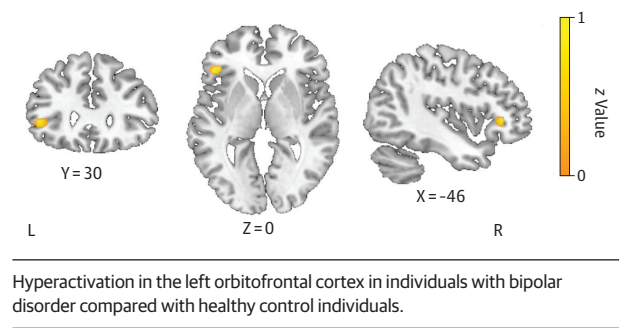 1
z Value
0
Y = 30
Z = 0
X = -46
L
R
Hyperactivation in the left orbitofrontal cortex in individuals with bipolar
disorder compared with healthy control individuals.